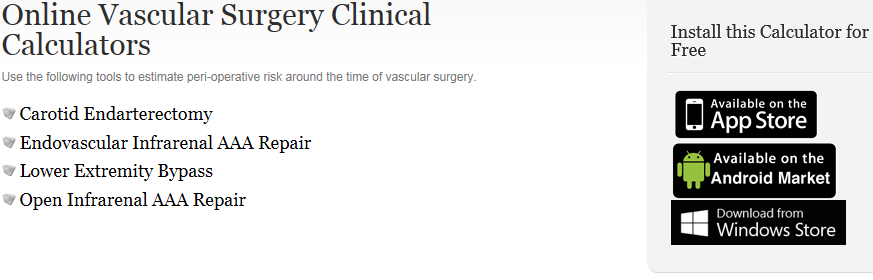 Online Vascular Surgery Clinical
Calculators
Use the following tools to estimate peri-operative risk around the time of vascular surgery.
Carotid Endarterectomy
Endovascular Infrarenal AAA Repair
Lower Extremity Bypass
Open Infrarenal AAA Repair
Install this Calculator for
Free
Available on the
App Store
Available on the
Android Market
Download from
Windows Store